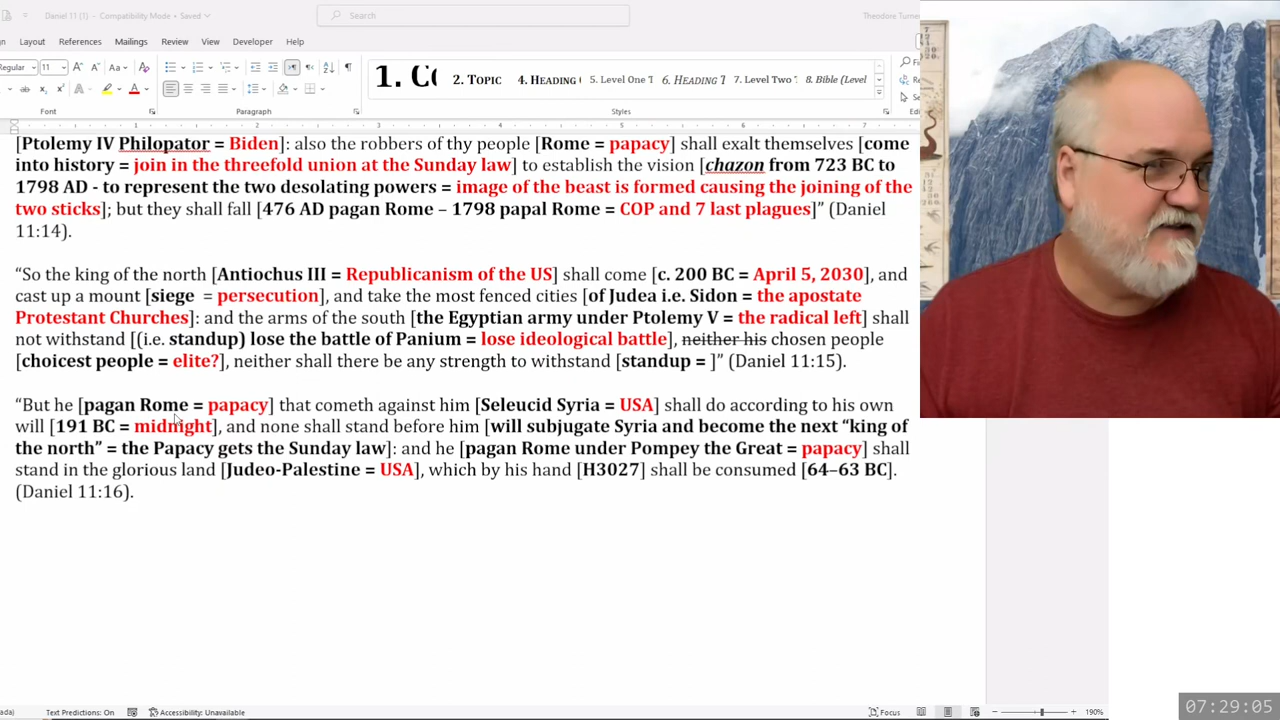 Daniel 11 (1) - Compatibility Mode • Saved
Search
Theodore Turne
Layout References Mailings Review View Developer Help
Regular 11
1. Co
2. Topic
4. Heading
5. Level One T
6. Heading T
7. Level Two
8. Bible (Level
Font
Paragraph
Styles
[Ptolemy IV Philopator = Biden]: also the robbers of thy people [Rome = papacy] shall exalt themselves [come
into history = join in the threefold union at the Sunday law] to establish the vision [chazon from 723 BC to
1798 AD - to represent the two desolating powers = image of the beast is formed causing the joining of the
two sticks]; but they shall fall [476 AD pagan Rome – 1798 papal Rome = COP and 7 last plagues]” (Daniel
11:14).
“So the king of the north [Antiochus III = Republicanism of the US] shall come [c. 200 BC = April 5, 2030], and
cast up a mount [siege = persecution], and take the most fenced cities [of Judea i.e. Sidon = the apostate
Protestant Churches]: and the arms of the south [the Egyptian army under Ptolemy V = the radical left] shall
not withstand [(i.e. standup) lose the battle of Panium = lose ideological battle], neither his chosen people
[choicest people = elite?], neither shall there be any strength to withstand [standup = ]” (Daniel 11:15).
“But he [pagan Rome = papacy] that cometh against him [Seleucid Syria = USA] shall do according to his own
will [191 BC = midnight], and none shall stand before him [will subjugate Syria and become the next “king of
the north” = the Papacy gets the Sunday law]: and he [pagan Rome under Pompey the Great = papacy] shall
stand in the glorious land [Judeo-Palestine = USA], which by his hand [H3027] shall be consumed [64–63 BC].
(Daniel 11:16).
ada) Text Predictions: On Accessibility: Unavailable Focus 190%
07:29:05